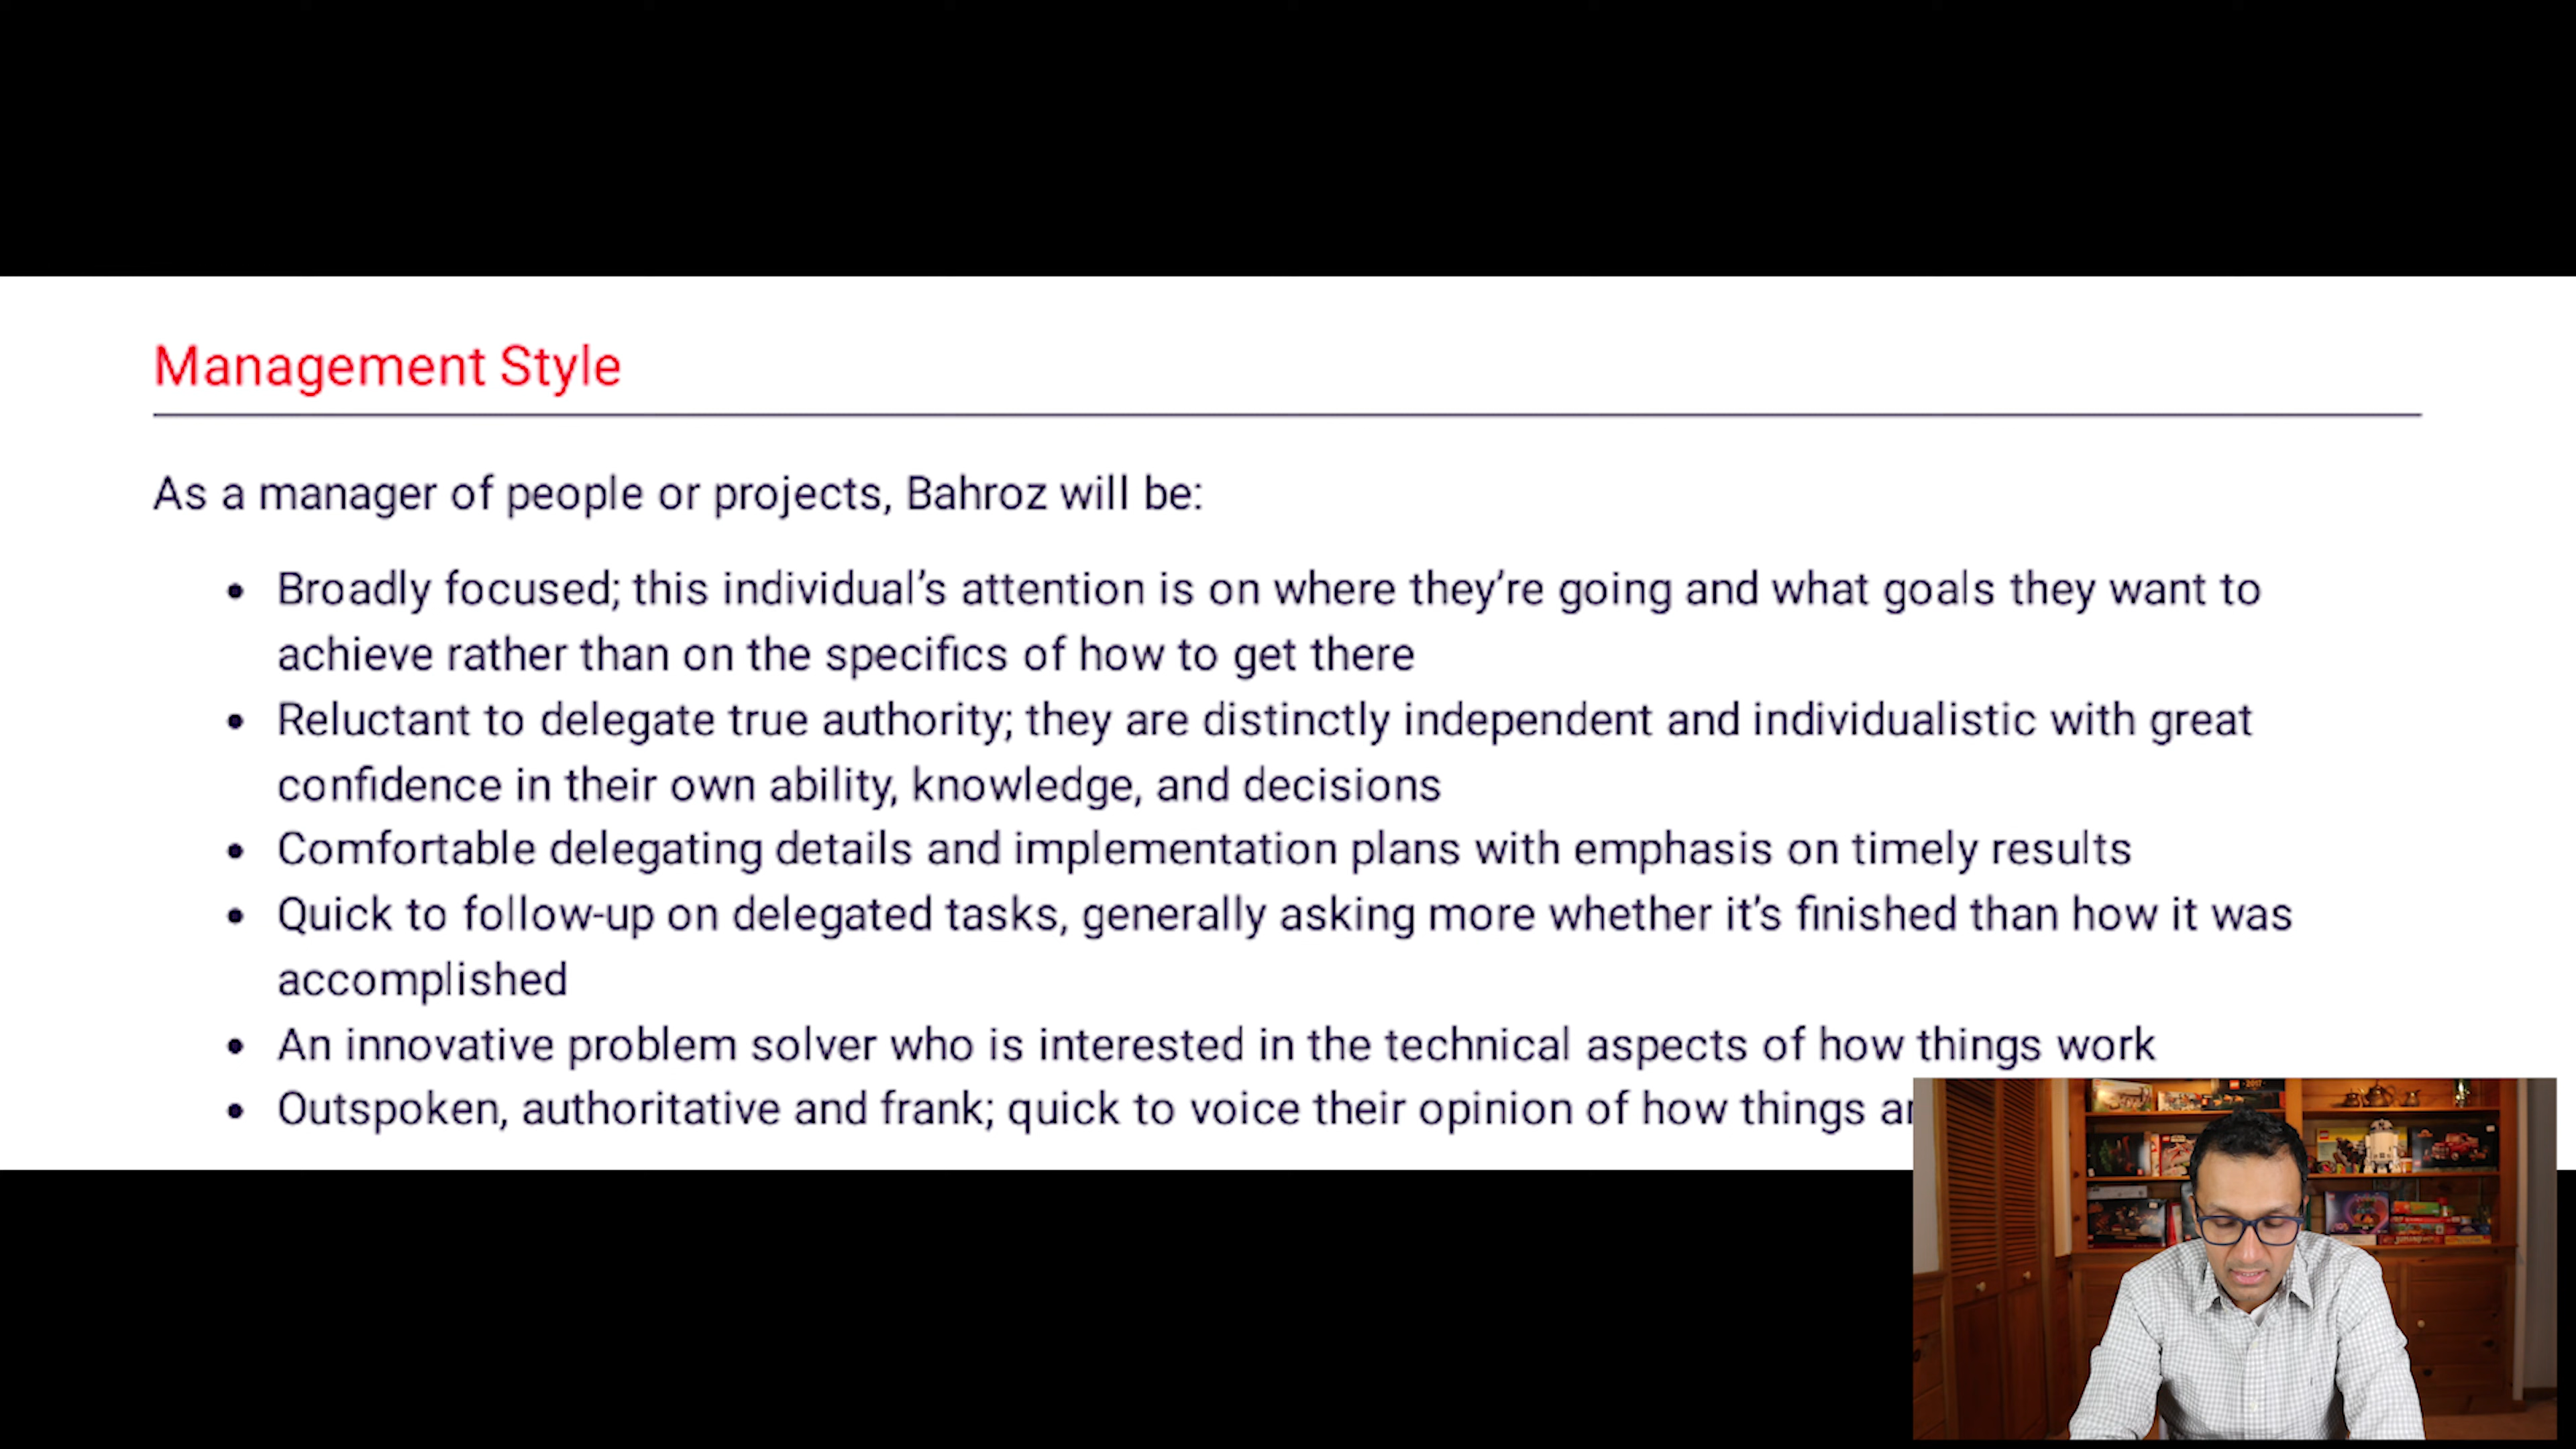 Management Style
As a manager of people or projects, Bahroz will be:
• Broadly focused; this individual’s attention is on where they’re going and what goals they want to
achieve rather than on the specifics of how to get there
• Reluctant to delegate true authority; they are distinctly independent and individualistic with great
confidence in their own ability, knowledge, and decisions
• Comfortable delegating details and implementation plans with emphasis on timely results
• Quick to follow-up on delegated tasks, generally asking more whether it’s finished than how it was
accomplished
• An innovative problem solver who is interested in the technical aspects of how things work
• Outspoken, authoritative and frank; quick to voice their opinion of how things
2017